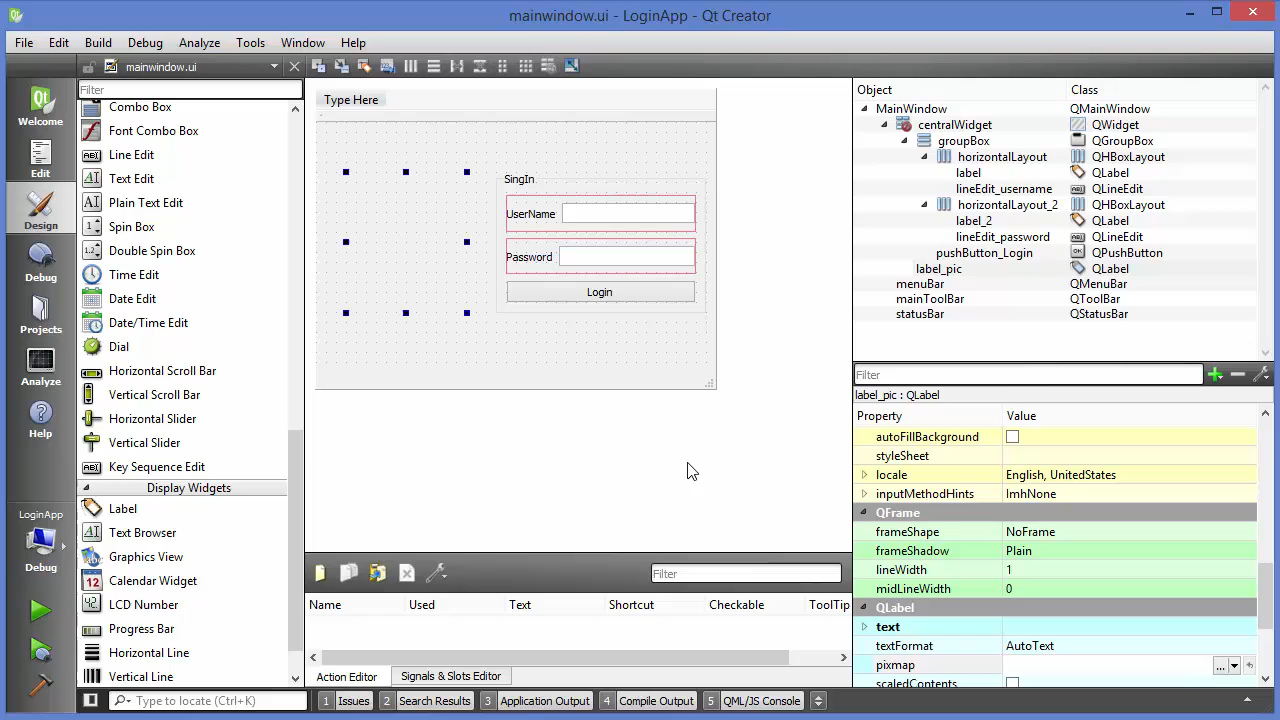 mainwindow.ui - LoginApp - Qt Creator
File Edit Build Debug Analyze Tools Window Help
mainwindow.ui
Filter
Welcome
Edit
Design
Debug
Projects
Analyze
Help
LoginApp
Debug
Combo Box
Font Combo Box
Line Edit
Text Edit
Plain Text Edit
Spin Box
Double Spin Box
Time Edit
Date Edit
Date/Time Edit
Dial
Horizontal Scroll Bar
Vertical Scroll Bar
Horizontal Slider
Vertical Slider
Key Sequence Edit
Display Widgets
Label
Text Browser
Graphics View
Calendar Widget
LCD Number
Progress Bar
Horizontal Line
Vertical Line
Type Here
SingIn
UserName
Password
Login
Filter
Name Used Text Shortcut Checkable ToolTip
Action Editor Signals & Slots Editor
Object Class
MainWindow QMainWindow
centralWidget QWidget
groupBox QGroupBox
horizontalLayout QHBoxLayout
label QLabel
lineEdit_username QLineEdit
horizontalLayout_2 QHBoxLayout
label_2 QLabel
lineEdit_password QLineEdit
pushButton_Login QPushButton
label_pic QLabel
menuBar QMenuBar
mainToolBar QToolBar
statusBar QStatusBar
Filter
label_pic : QLabel
Property Value
autoFillBackground
styleSheet
locale English, UnitedStates
inputMethodHints ImhNone
QFrame
frameShape NoFrame
frameShadow Plain
lineWidth 1
midLineWidth 0
QLabel
text
textFormat AutoText
pixmap ...
scaledContents
Type to locate (Ctrl+K) 1 Issues 2 Search Results 3 Application Output 4 Compile Output 5 QML/JS Console